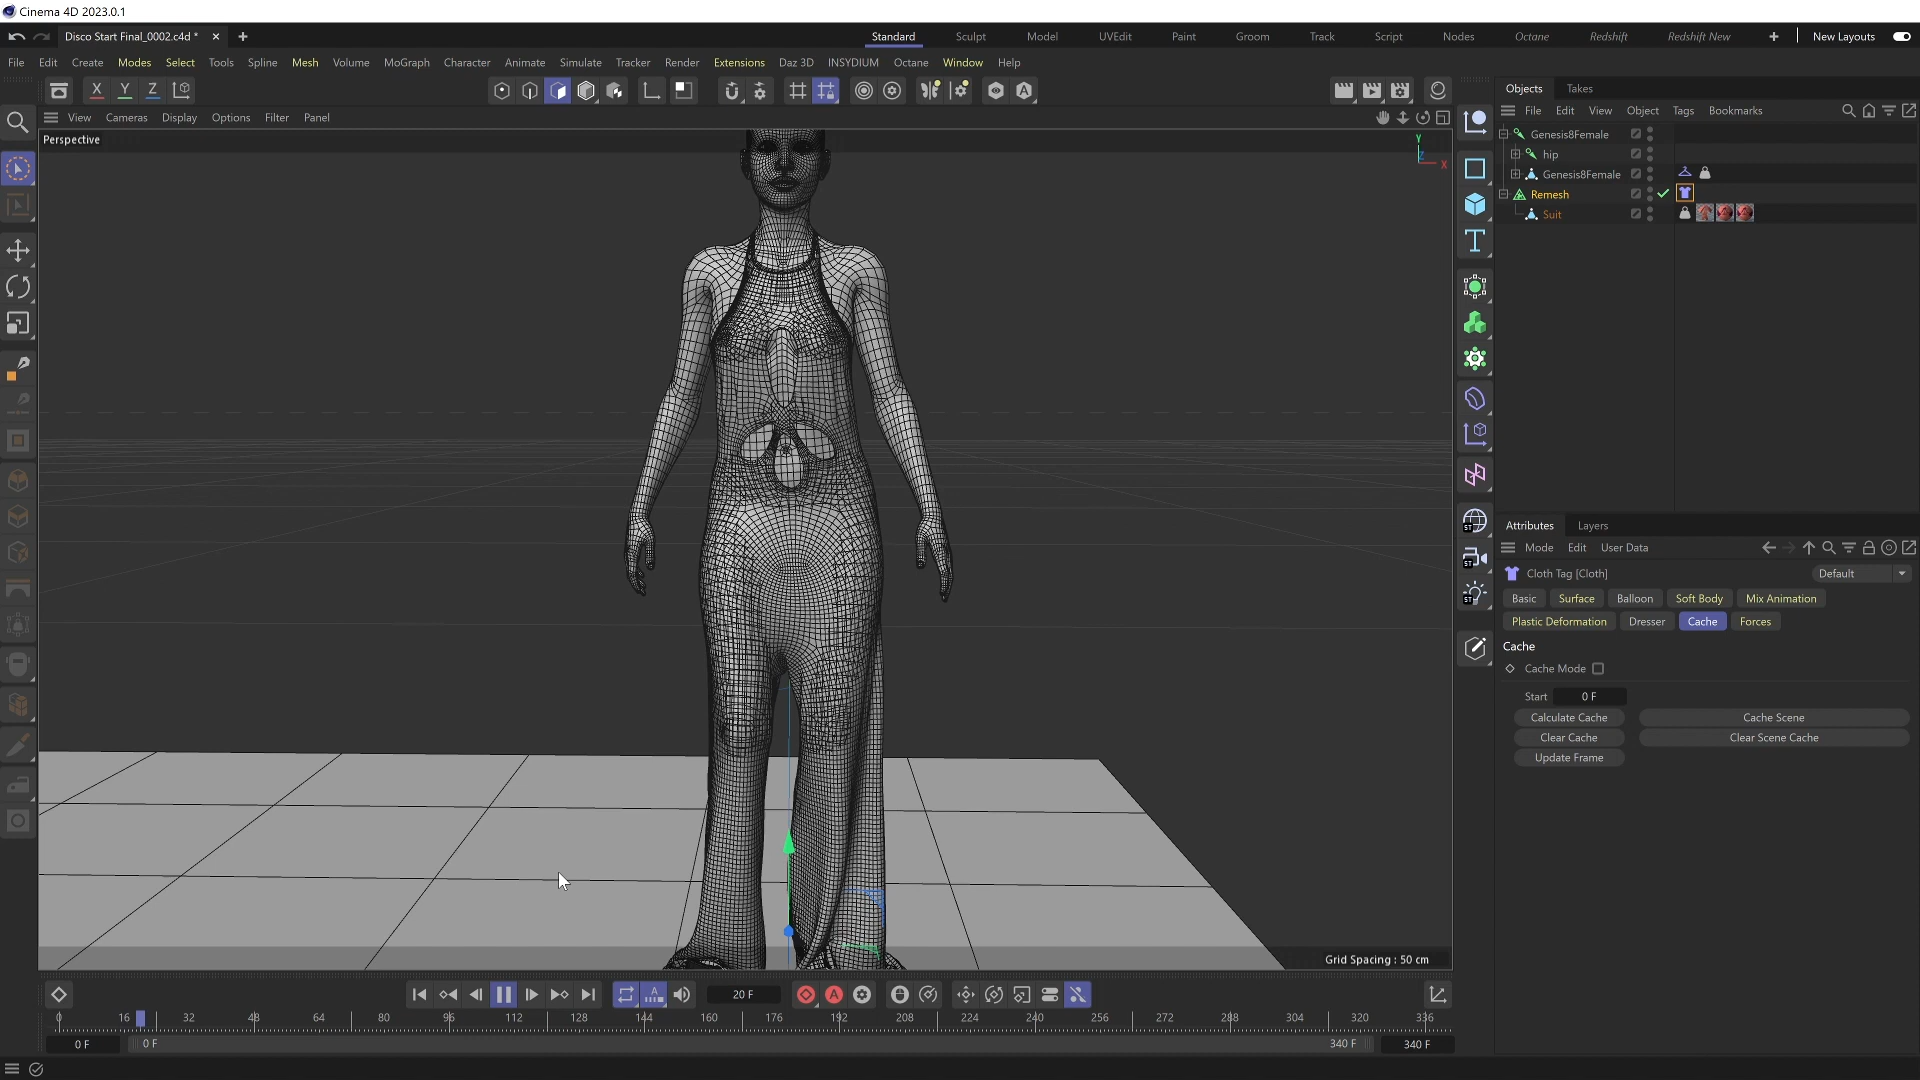 Cinema 4D 2023.0.1
Disco Start Final_0002.c4d *
Standard Sculpt Model UVEdit Paint Groom Track Script Nodes Octane Redshift Redshift New New Layouts
File Edit Create Modes Select Tools Spline Mesh Volume MoGraph Character Animate Simulate Tracker Render Extensions Daz 3D INSYDIUM Octane Window Help
X Y Z
Objects Takes
File Edit View Object Tags Bookmarks
View Cameras Display Options Filter Panel
Perspective
Y
Z
X
Genesis8Female
hip
Genesis8Female
Remesh
Suit
ST
ST
ST
Attributes Layers
Mode Edit User Data
Cloth Tag [Cloth] Default
Basic Surface Balloon Soft Body Mix Animation
Plastic Deformation Dresser Cache Forces
Cache
Cache Mode
Start 0 F
Calculate Cache Cache Scene
Clear Cache Clear Scene Cache
Update Frame
Grid Spacing : 50 cm
20 F
0 16 32 48 64 80 96 112 128 144 160 176 192 208 224 240 256 272 288 304 320 336
0 F 0 F 340 F 340 F